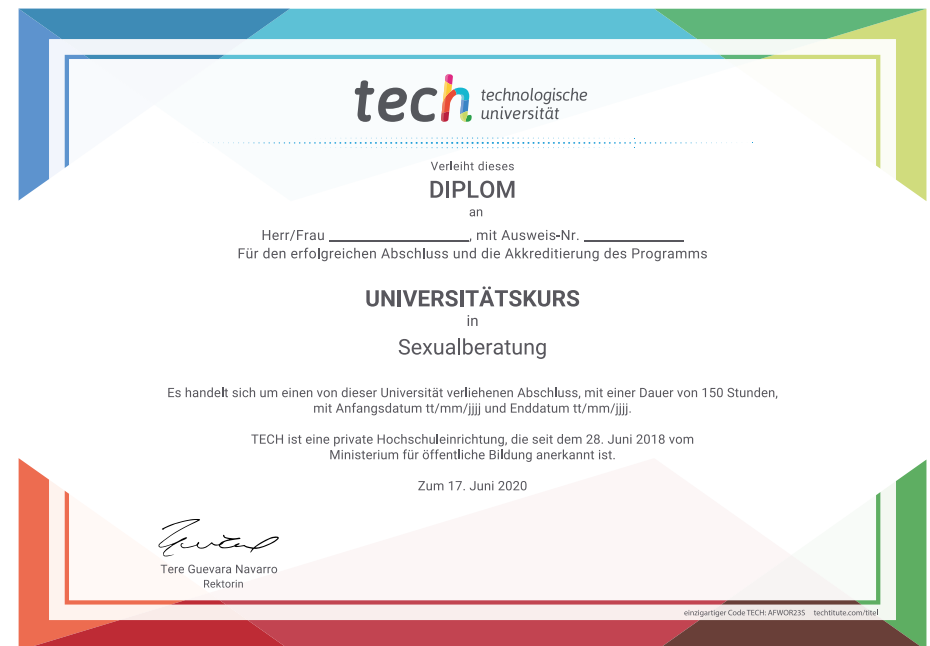 tech technologische
universität
Verleiht dieses
DIPLOM
an
Herr/Frau ____________, mit Ausweis-Nr. ____________
Für den erfolgreichen Abschluss und die Akkreditierung des Programms
UNIVERSITÄTSKURS
in
Sexualberatung
Es handelt sich um einen von dieser Universität verliehenen Abschluss, mit einer Dauer von 150 Stunden,
mit Anfangsdatum tt/mm/jjjj und Enddatum tt/mm/jjjj.
TECH ist eine private Hochschuleinrichtung, die seit dem 28. Juni 2018 vom
Ministerium für öffentliche Bildung anerkannt ist.
Zum 17. Juni 2020
Tere Guevara Navarro
Rektorin
einzigartiger Code TECH: AFWOR23S techtitute.com/titel